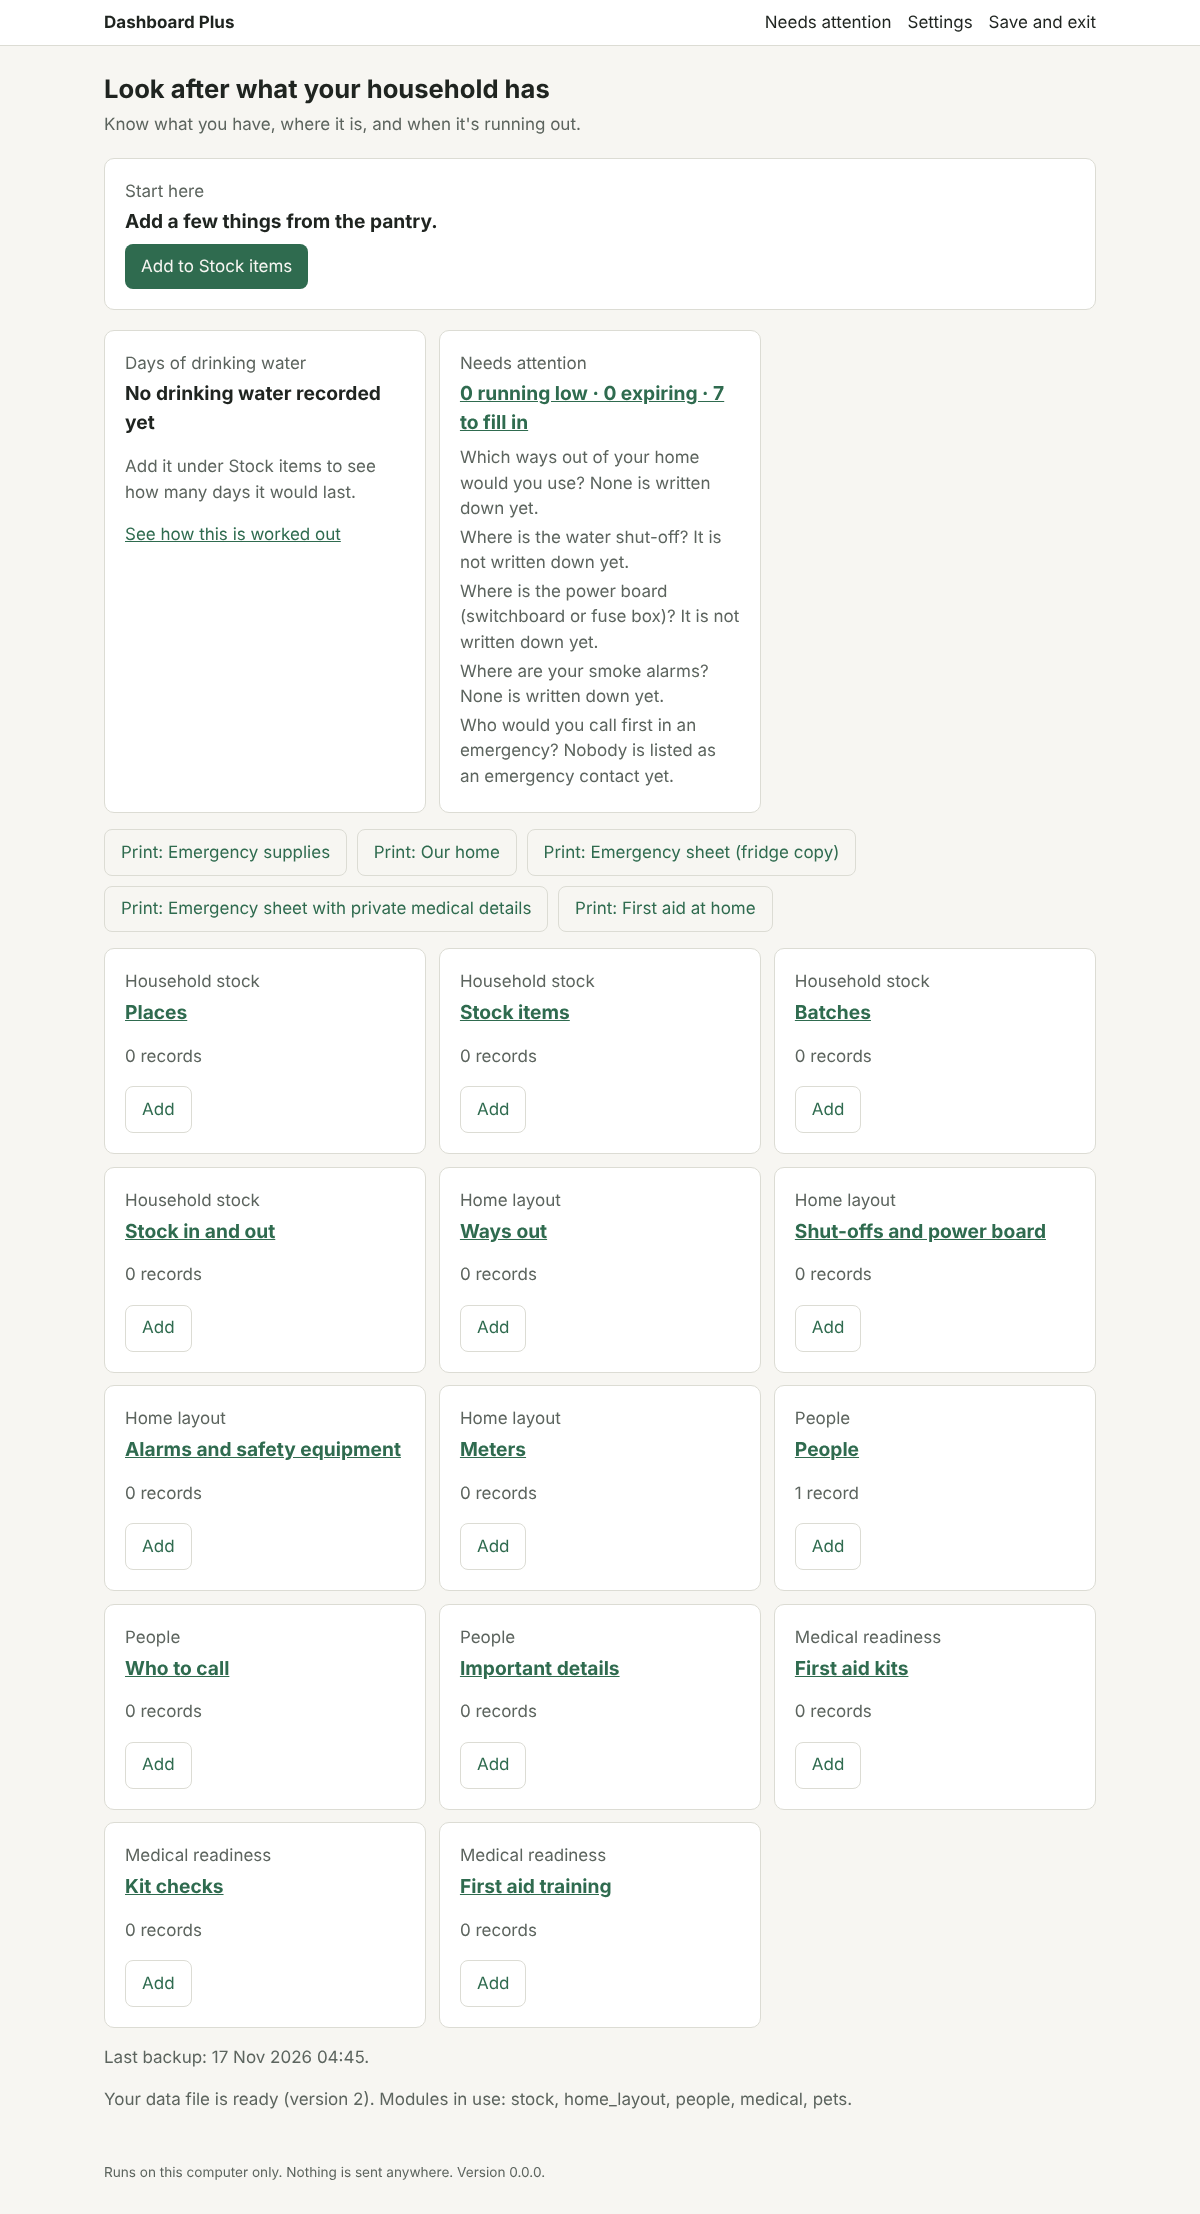 Dashboard Plus
Needs attention Settings Save and exit
Look after what your household has
Know what you have, where it is, and when it's running out.
Start here
Add a few things from the pantry.
Add to Stock items
Days of drinking water
No drinking water recorded
yet
Add it under Stock items to see
how many days it would last.
See how this is worked out
Needs attention
0 running low · 0 expiring · 7
to fill in
Which ways out of your home
would you use? None is written
down yet.
Where is the water shut-off? It is
not written down yet.
Where is the power board
(switchboard or fuse box)? It is not
written down yet.
Where are your smoke alarms?
None is written down yet.
Who would you call first in an
emergency? Nobody is listed as
an emergency contact yet.
Print: Emergency supplies
Print: Our home
Print: Emergency sheet (fridge copy)
Print: Emergency sheet with private medical details
Print: First aid at home
Household stock
Places
0 records
Add
Household stock
Stock items
0 records
Add
Household stock
Batches
0 records
Add
Household stock
Stock in and out
0 records
Add
Home layout
Ways out
0 records
Add
Home layout
Shut-offs and power board
0 records
Add
Home layout
Alarms and safety equipment
0 records
Add
Home layout
Meters
0 records
Add
People
People
1 record
Add
People
Who to call
0 records
Add
People
Important details
0 records
Add
Medical readiness
First aid kits
0 records
Add
Medical readiness
Kit checks
0 records
Add
Medical readiness
First aid training
0 records
Add
Last backup: 17 Nov 2026 04:45.
Your data file is ready (version 2). Modules in use: stock, home_layout, people, medical, pets.
Runs on this computer only. Nothing is sent anywhere. Version 0.0.0.